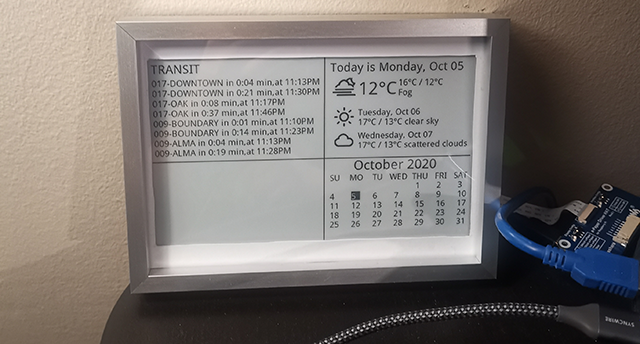 TRANSIT
017-DOWNTOWN in 0:04 min,at 11:13PM
017-DOWNTOWN in 0:21 min,at 11:30PM
017-OAK in 0:08 min,at 11:17PM
017-OAK in 0:37 min,at 11:46PM
009-BOUNDARY in 0:01 min,at 11:10PM
009-BOUNDARY in 0:14 min,at 11:23PM
009-ALMA in 0:04 min,at 11:13PM
009-ALMA in 0:19 min,at 11:28PM
Today is Monday, Oct 05
12°C 16°C / 12°C
Fog
Tuesday, Oct 06
17°C / 13°C clear sky
Wednesday, Oct 07
17°C / 13°C scattered clouds
October 2020
SU MO TU WED THU FRI SAT
1 2 3
4 5 6 7 8 9 10
11 12 13 14 15 16 17
18 19 20 21 22 23 24
25 26 27 28 29 30 31
SYNCWIRE